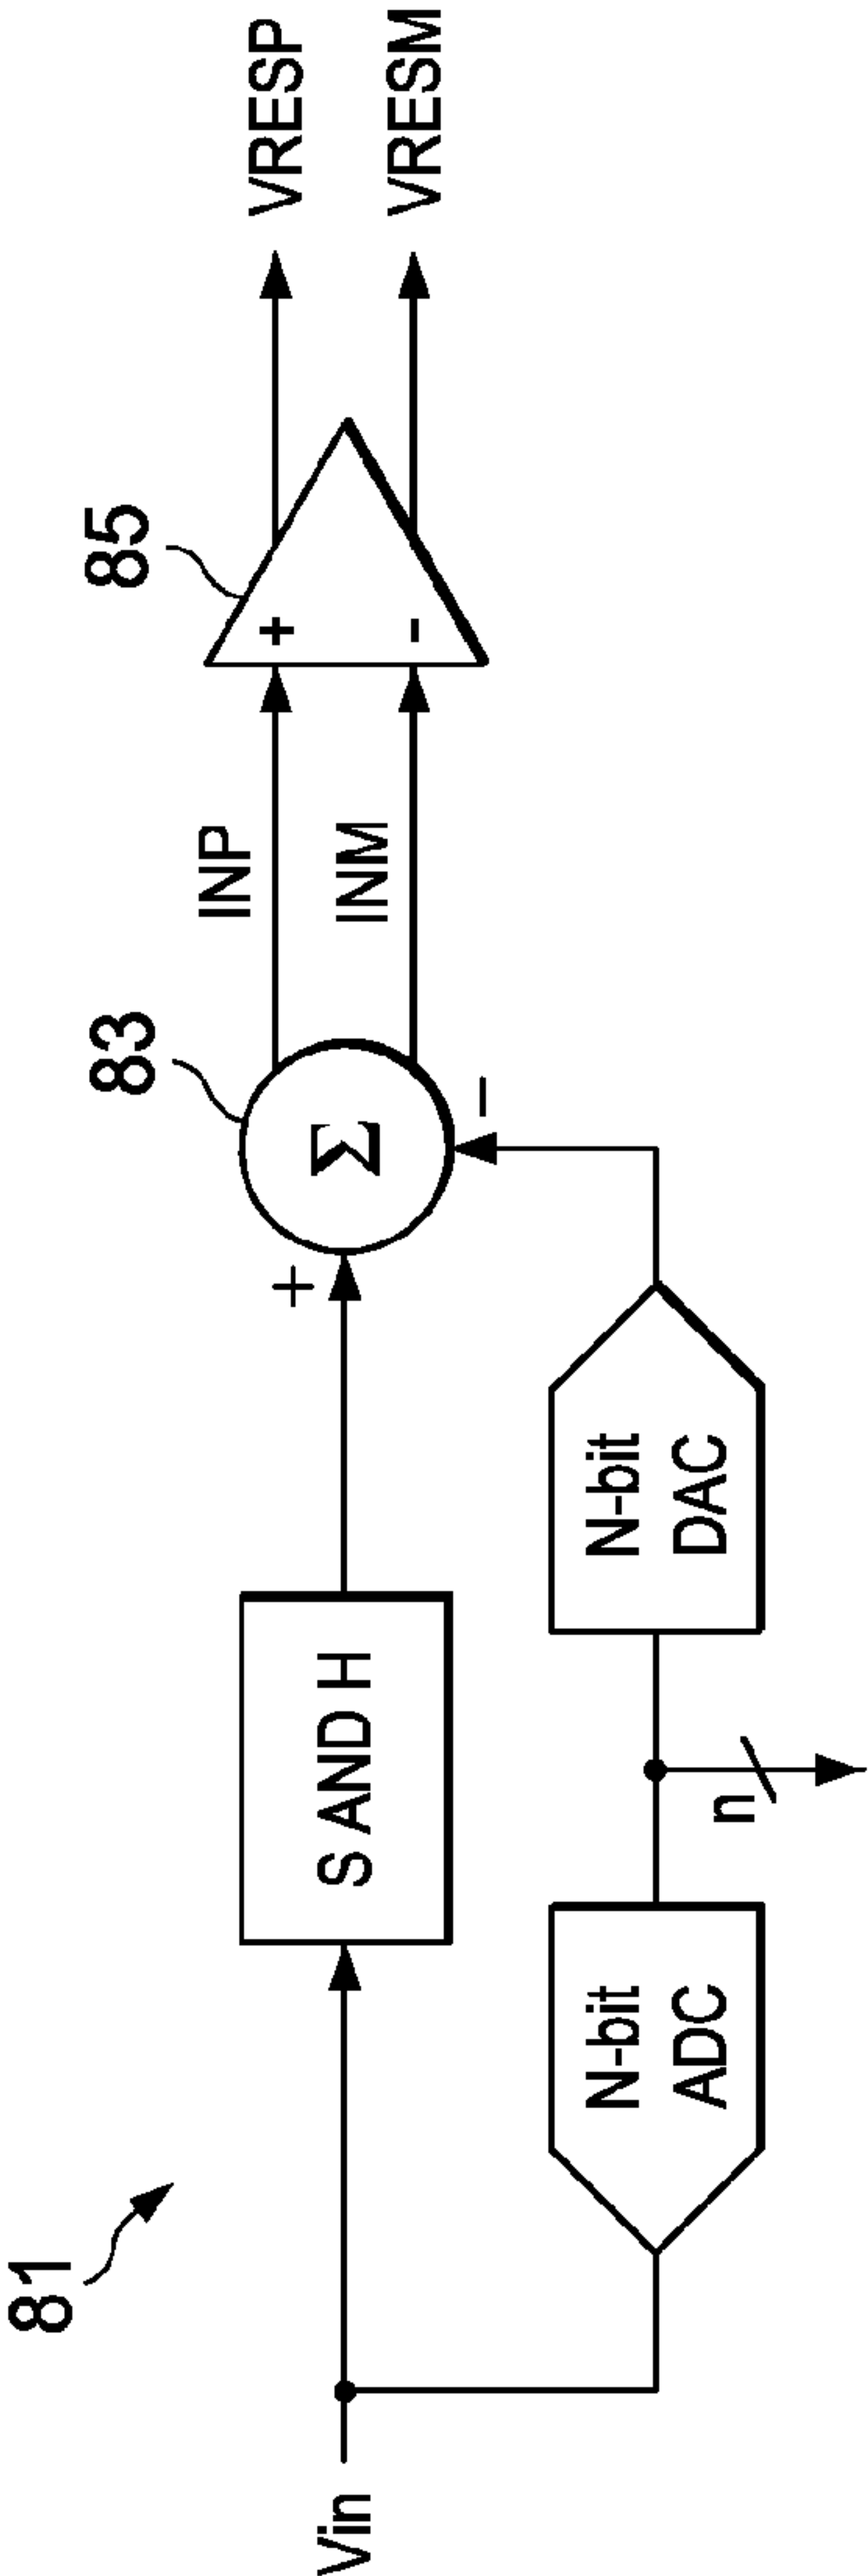 81
83
85
Vin
S AND H
+
Σ
−
INP
INM
+
-
VRESP
VRESM
N-bit
ADC
n
N-bit
DAC